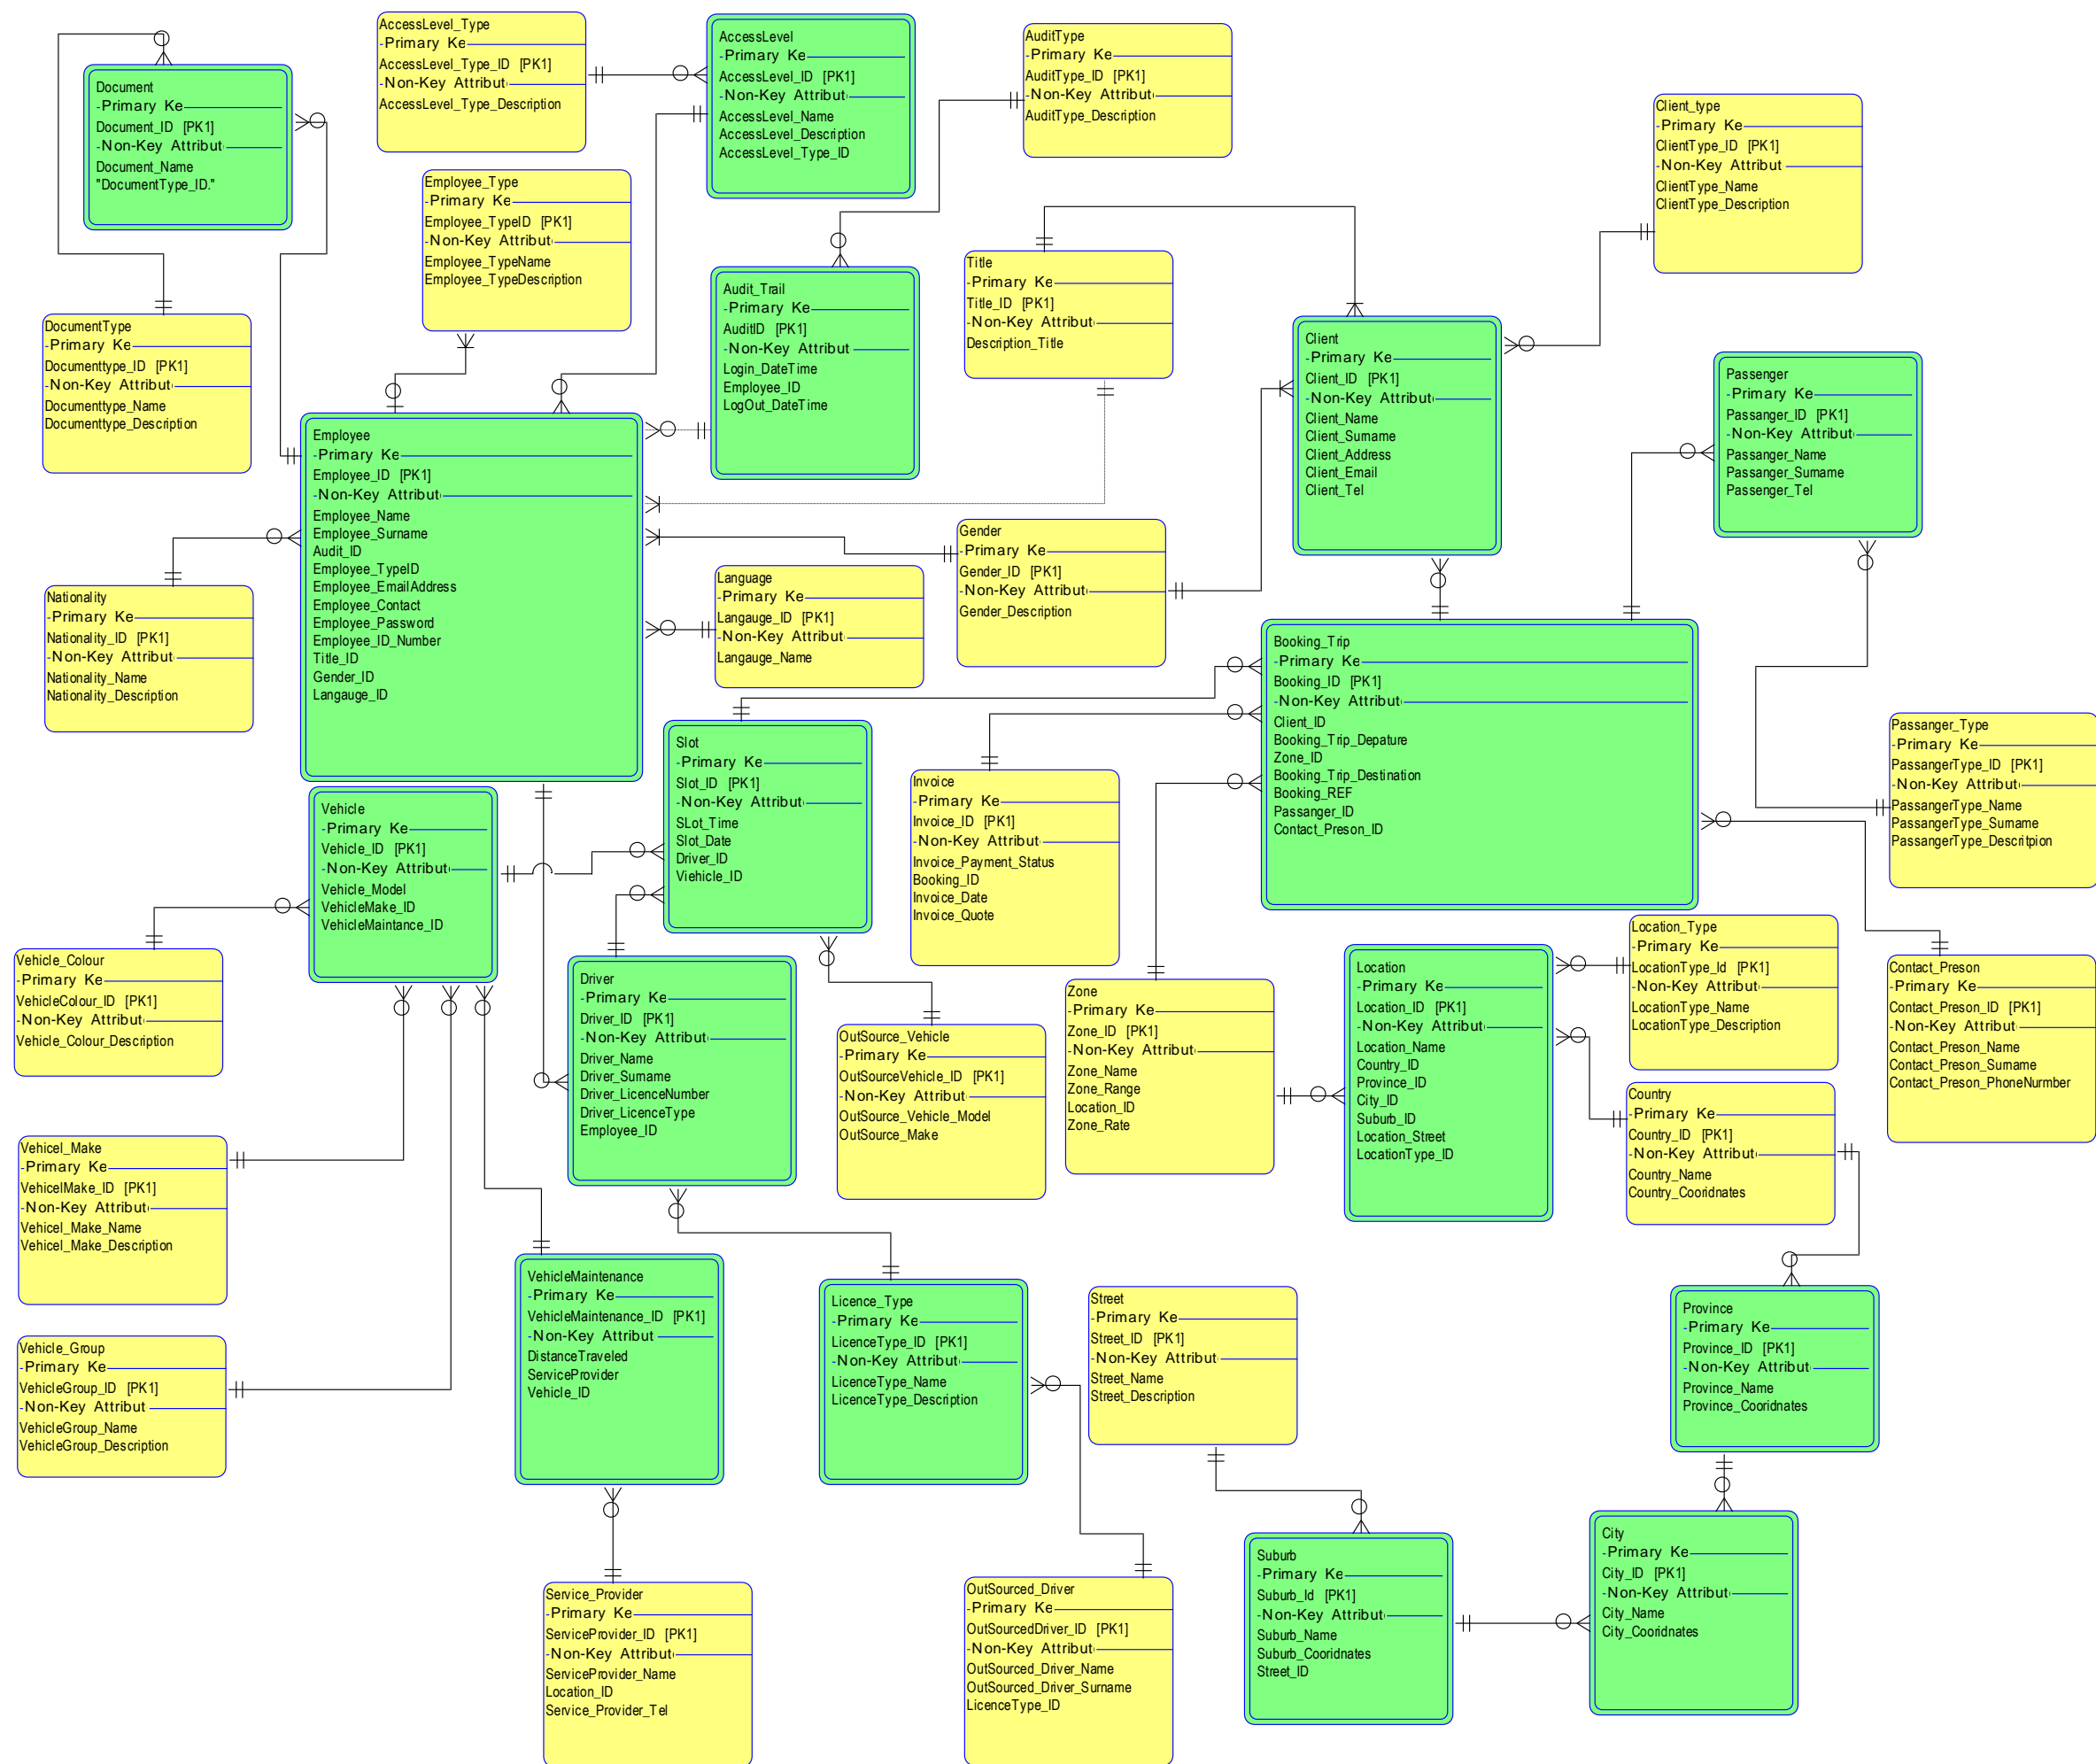 AccessLevel_Type
-Primary Ke
AccessLevel_Type_ID [PK1]
-Non-Key Attribut
AccessLevel_Type_Description
AccessLevel
-Primary Ke
AccessLevel_ID [PK1]
-Non-Key Attribut
AccessLevel_Name
AccessLevel_Description
AccessLevel_Type_ID
AuditType
-Primary Ke
AuditType_ID [PK1]
-Non-Key Attribut
AuditType_Description
Document
-Primary Ke
Document_ID [PK1]
-Non-Key Attribut
Document_Name
"DocumentType_ID."
Client_type
-Primary Ke
ClientType_ID [PK1]
-Non-Key Attribut
ClientType_Name
ClientType_Description
Employee_Type
-Primary Ke
Employee_TypeID [PK1]
-Non-Key Attribut
Employee_TypeName
Employee_TypeDescription
Title
-Primary Ke
Title_ID [PK1]
-Non-Key Attribut
Description_Title
Audit_Trail
-Primary Ke
AuditID [PK1]
-Non-Key Attribut
Login_DateTime
Employee_ID
LogOut_DateTime
DocumentType
-Primary Ke
Documenttype_ID [PK1]
-Non-Key Attribut
Documenttype_Name
Documenttype_Description
Client
-Primary Ke
Client_ID [PK1]
-Non-Key Attribut
Client_Name
Client_Surname
Client_Address
Client_Email
Client_Tel
Passenger
-Primary Ke
Passanger_ID [PK1]
-Non-Key Attribut
Passanger_Name
Passanger_Surname
Passenger_Tel
Employee
-Primary Ke
Employee_ID [PK1]
-Non-Key Attribut
Employee_Name
Employee_Surname
Audit_ID
Employee_TypeID
Employee_EmailAddress
Employee_Contact
Employee_Password
Employee_ID_Number
Title_ID
Gender_ID
Langauge_ID
Gender
-Primary Ke
Gender_ID [PK1]
-Non-Key Attribut
Gender_Description
Language
-Primary Ke
Langauge_ID [PK1]
-Non-Key Attribut
Langauge_Name
Nationality
-Primary Ke
Nationality_ID [PK1]
-Non-Key Attribut
Nationality_Name
Nationality_Description
Booking_Trip
-Primary Ke
Booking_ID [PK1]
-Non-Key Attribut
Client_ID
Booking_Trip_Depature
Zone_ID
Booking_Trip_Destination
Booking_REF
Passanger_ID
Contact_Preson_ID
Slot
-Primary Ke
Slot_ID [PK1]
-Non-Key Attribut
SLot_Time
Slot_Date
Driver_ID
Viehicle_ID
Invoice
-Primary Ke
Invoice_ID [PK1]
-Non-Key Attribut
Invoice_Payment_Status
Booking_ID
Invoice_Date
Invoice_Quote
Passanger_Type
-Primary Ke
PassangerType_ID [PK1]
-Non-Key Attribut
PassangerType_Name
PassangerType_Surname
PassangerType_Descritpion
Vehicle
-Primary Ke
Vehicle_ID [PK1]
-Non-Key Attribut
Vehicle_Model
VehicleMake_ID
VehicleMaintance_ID
Vehicle_Colour
-Primary Ke
VehicleColour_ID [PK1]
-Non-Key Attribut
Vehicle_Colour_Description
Driver
-Primary Ke
Driver_ID [PK1]
-Non-Key Attribut
Driver_Name
Driver_Surname
Driver_LicenceNumber
Driver_LicenceType
Employee_ID
OutSource_Vehicle
-Primary Ke
OutSourceVehicle_ID [PK1]
-Non-Key Attribut
OutSource_Vehicle_Model
OutSource_Make
Zone
-Primary Ke
Zone_ID [PK1]
-Non-Key Attribut
Zone_Name
Zone_Range
Location_ID
Zone_Rate
Location
-Primary Ke
Location_ID [PK1]
-Non-Key Attribut
Location_Name
Country_ID
Province_ID
City_ID
Suburb_ID
Location_Street
LocationType_ID
Location_Type
-Primary Ke
LocationType_Id [PK1]
-Non-Key Attribut
LocationType_Name
LocationType_Description
Contact_Preson
-Primary Ke
Contact_Preson_ID [PK1]
-Non-Key Attribut
Contact_Preson_Name
Contact_Preson_Surname
Contact_Preson_PhoneNurmber
Country
-Primary Ke
Country_ID [PK1]
-Non-Key Attribut
Country_Name
Country_Cooridnates
Vehicel_Make
-Primary Ke
VehicelMake_ID [PK1]
-Non-Key Attribut
Vehicel_Make_Name
Vehicel_Make_Description
VehicleMaintenance
-Primary Ke
VehicleMaintenance_ID [PK1]
-Non-Key Attribut
DistanceTraveled
ServiceProvider
Vehicle_ID
Licence_Type
-Primary Ke
LicenceType_ID [PK1]
-Non-Key Attribut
LicenceType_Name
LicenceType_Description
Street
-Primary Ke
Street_ID [PK1]
-Non-Key Attribut
Street_Name
Street_Description
Province
-Primary Ke
Province_ID [PK1]
-Non-Key Attribut
Province_Name
Province_Cooridnates
Vehicle_Group
-Primary Ke
VehicleGroup_ID [PK1]
-Non-Key Attribut
VehicleGroup_Name
VehicleGroup_Description
City
-Primary Ke
City_ID [PK1]
-Non-Key Attribut
City_Name
City_Cooridnates
Suburb
-Primary Ke
Suburb_Id [PK1]
-Non-Key Attribut
Suburb_Name
Suburb_Cooridnates
Street_ID
Service_Provider
-Primary Ke
ServiceProvider_ID [PK1]
-Non-Key Attribut
ServiceProvider_Name
Location_ID
Service_Provider_Tel
OutSourced_Driver
-Primary Ke
OutSourcedDriver_ID [PK1]
-Non-Key Attribut
OutSourced_Driver_Name
OutSourced_Driver_Surname
LicenceType_ID